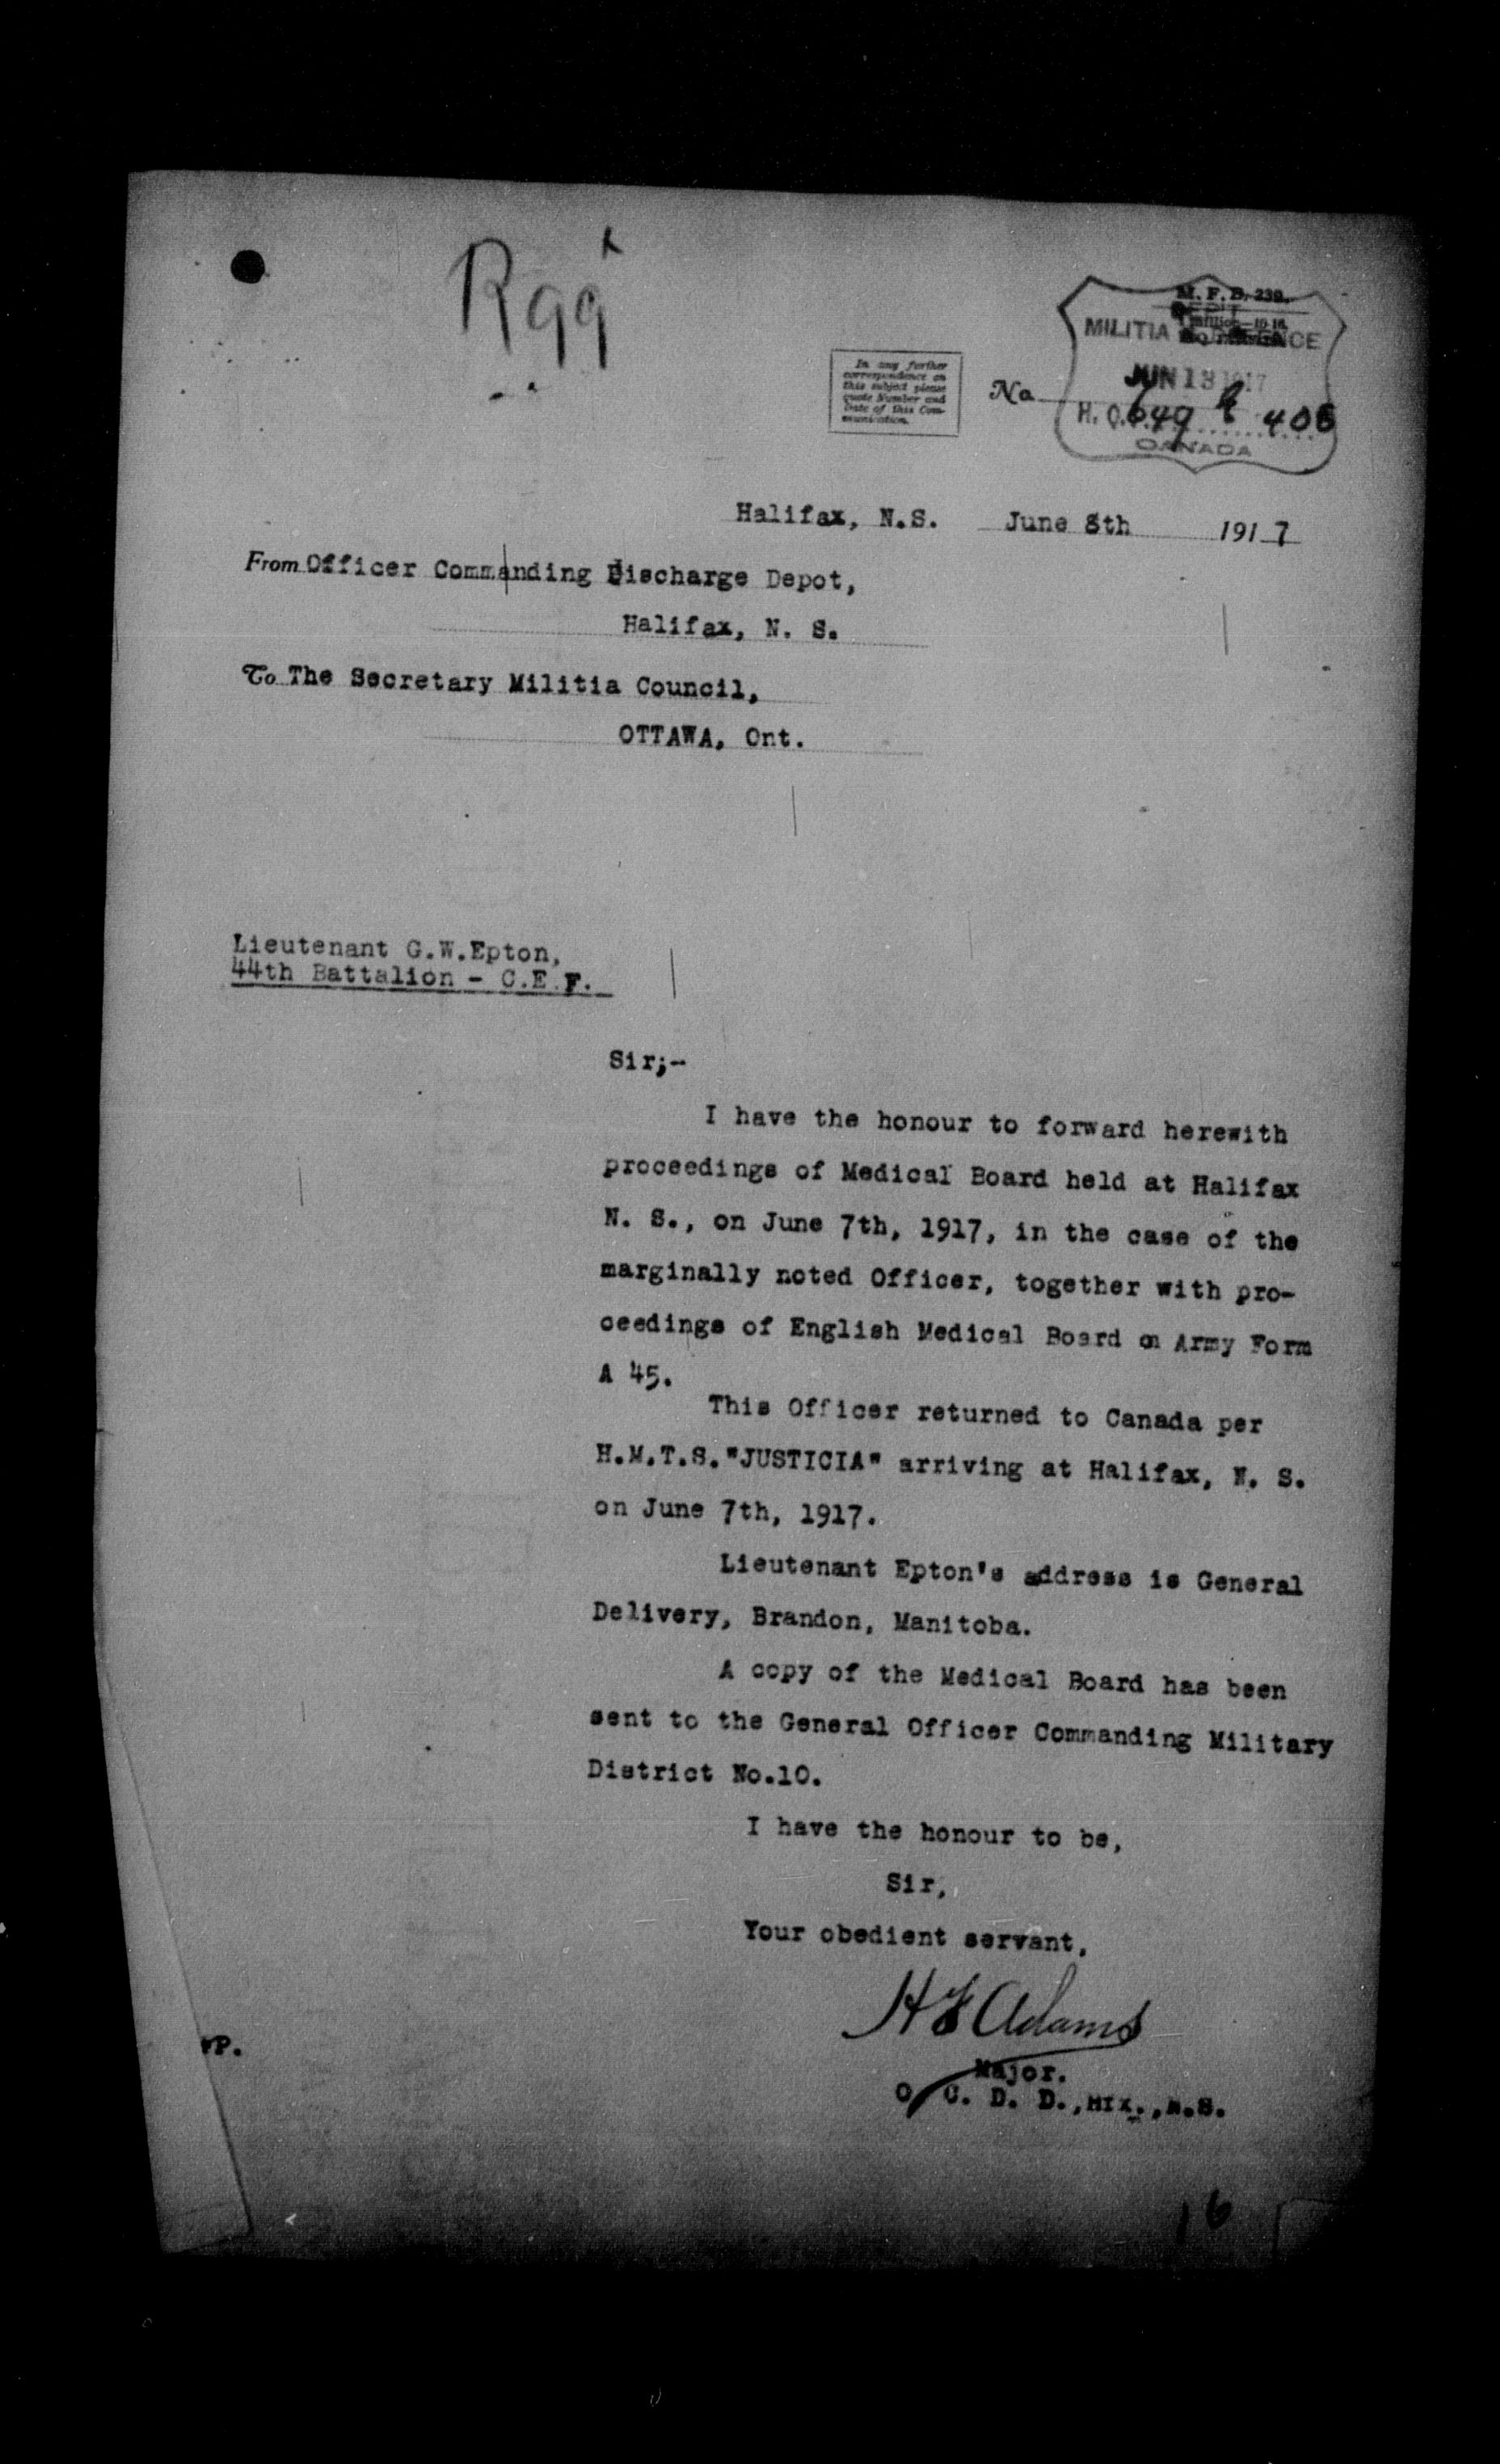 Rqq
M. F. B. 239.
DEPT.
MILITIA & DEFENCE
JUN 13 1917
H. Q. 649 E 408
CANADA
In any further
correspondence on
this subject please
quote Number and
Date of this Com-
munication.
No
Halifax, N.S. June 8th 1917
From Officer Commanding Discharge Depot,
Halifax, N. S.
To The Secretary Militia Council,
OTTAWA, Ont.
Lieutenant G.W.Epton,
44th Battalion - C.E.F.
Sir;-
I have the honour to forward herewith
proceedings of Medical Board held at Halifax
N. S., on June 7th, 1917, in the case of the
marginally noted Officer, together with pro-
ceedings of English Medical Board on Army Form
A 45.
This Officer returned to Canada per
H.M.T.S."JUSTICIA" arriving at Halifax, N. S.
on June 7th, 1917.
Lieutenant Epton's address is General
Delivery, Brandon, Manitoba.
A copy of the Medical Board has been
sent to the General Officer Commanding Military
District No.10.
I have the honour to be,
Sir,
Your obedient servant,
H F Adams
Major.
O/C. D. D.,Hfx.,N.S.
P.
16